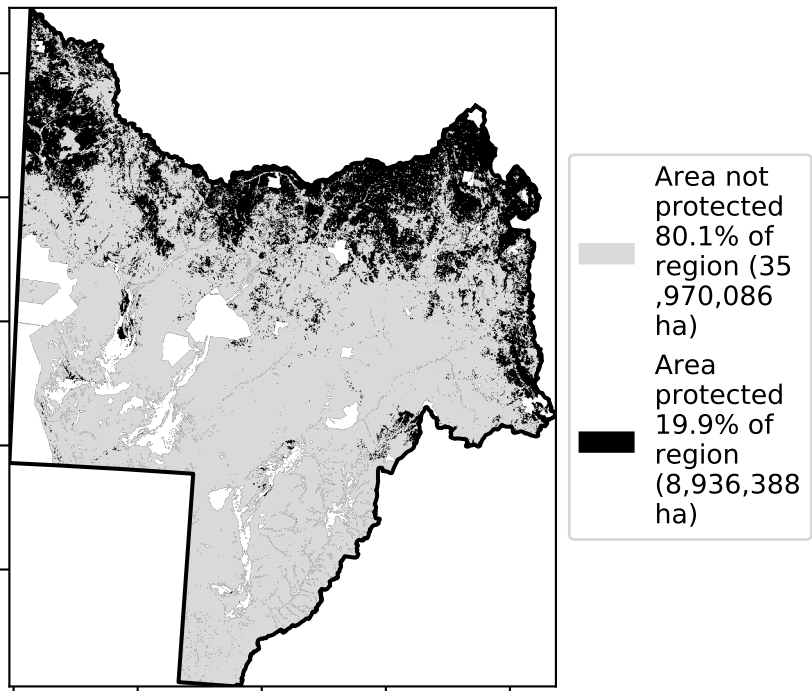 Area not
protected
80.1% of
region (35
,970,086
ha)
Area
protected
19.9% of
region
(8,936,388
ha)